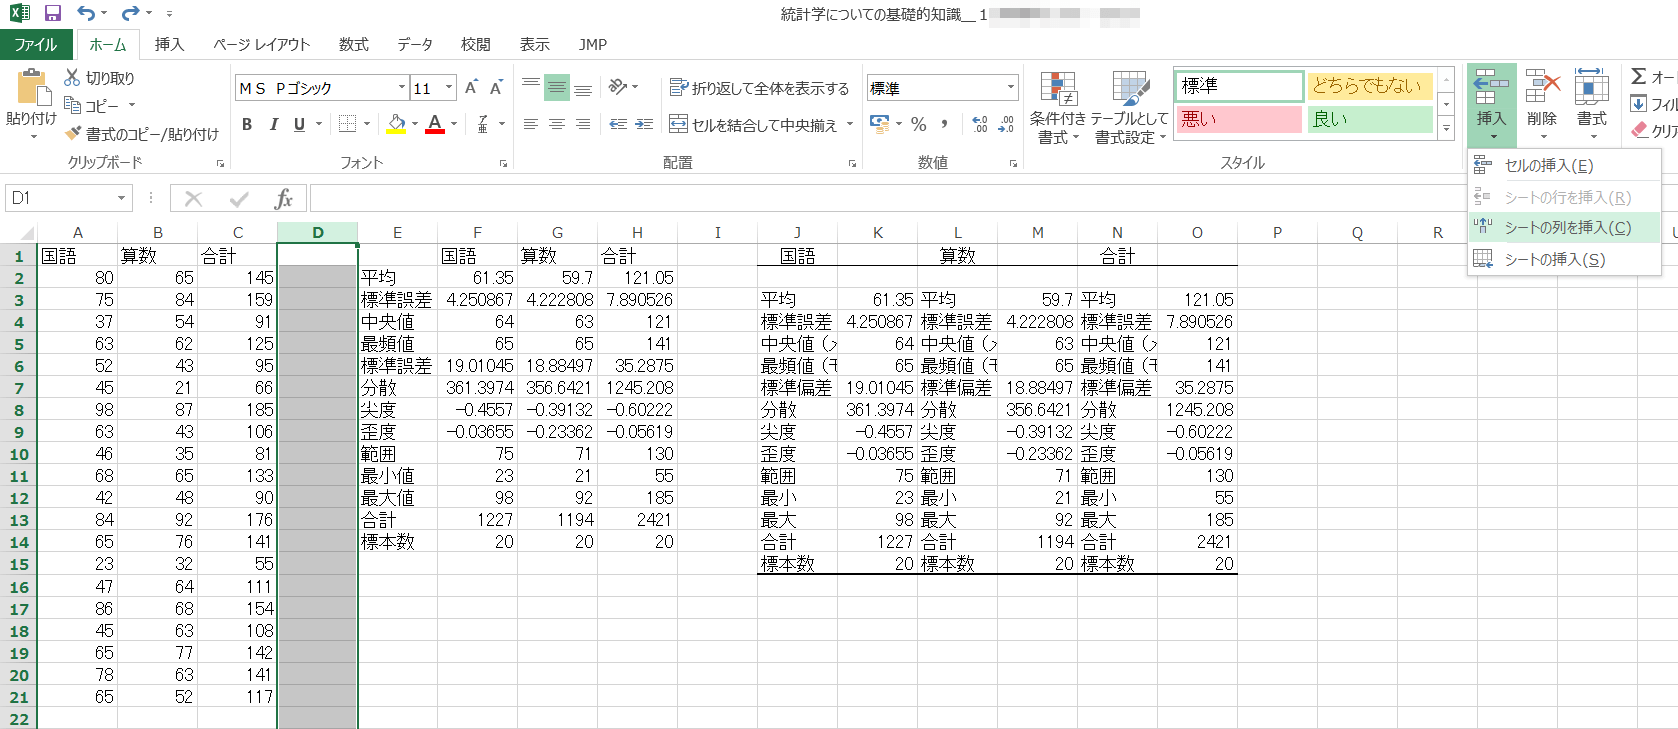 統計学についての基礎的知識__1
ファイル ホーム 挿入 ページ レイアウト 数式 データ 校閲 表示 JMP
貼り付け 切り取り コピー 書式のコピー/貼り付け クリップボード
ＭＳ Ｐゴシック 11 B I U フォント
折り返して全体を表示する セルを結合して中央揃え 配置
標準 % 数値
条件付き書式 テーブルとして書式設定 標準 どちらでもない 悪い 良い スタイル
挿入 削除 書式 Σ オー フィル クリア
セルの挿入(E)
シートの行を挿入(R)
シートの列を挿入(C)
シートの挿入(S)
D1 fx
A B C D E F G H I J K L M N O P Q R
1 国語 算数 合計 国語 算数 合計 国語 算数 合計
2 80 65 145 平均 61.35 59.7 121.05
3 75 84 159 標準誤差 4.250867 4.222808 7.890526 平均 61.35 平均 59.7 平均 121.05
4 37 54 91 中央値 64 63 121 標準誤差 4.250867 標準誤差 4.222808 標準誤差 7.890526
5 63 62 125 最頻値 65 65 141 中央値（ 64 中央値（ 63 中央値（ 121
6 52 43 95 標準誤差 19.01045 18.88497 35.2875 最頻値（ 65 最頻値（ 65 最頻値（ 141
7 45 21 66 分散 361.3974 356.6421 1245.208 標準偏差 19.01045 標準偏差 18.88497 標準偏差 35.2875
8 98 87 185 尖度 -0.4557 -0.39132 -0.60222 分散 361.3974 分散 356.6421 分散 1245.208
9 63 43 106 歪度 -0.03655 -0.23362 -0.05619 尖度 -0.4557 尖度 -0.39132 尖度 -0.60222
10 46 35 81 範囲 75 71 130 歪度 -0.03655 歪度 -0.23362 歪度 -0.05619
11 68 65 133 最小値 23 21 55 範囲 75 範囲 71 範囲 130
12 42 48 90 最大値 98 92 185 最小 23 最小 21 最小 55
13 84 92 176 合計 1227 1194 2421 最大 98 最大 92 最大 185
14 65 76 141 標本数 20 20 20 合計 1227 合計 1194 合計 2421
15 23 32 55 標本数 20 標本数 20 標本数 20
16 47 64 111
17 86 68 154
18 45 63 108
19 65 77 142
20 78 63 141
21 65 52 117
22